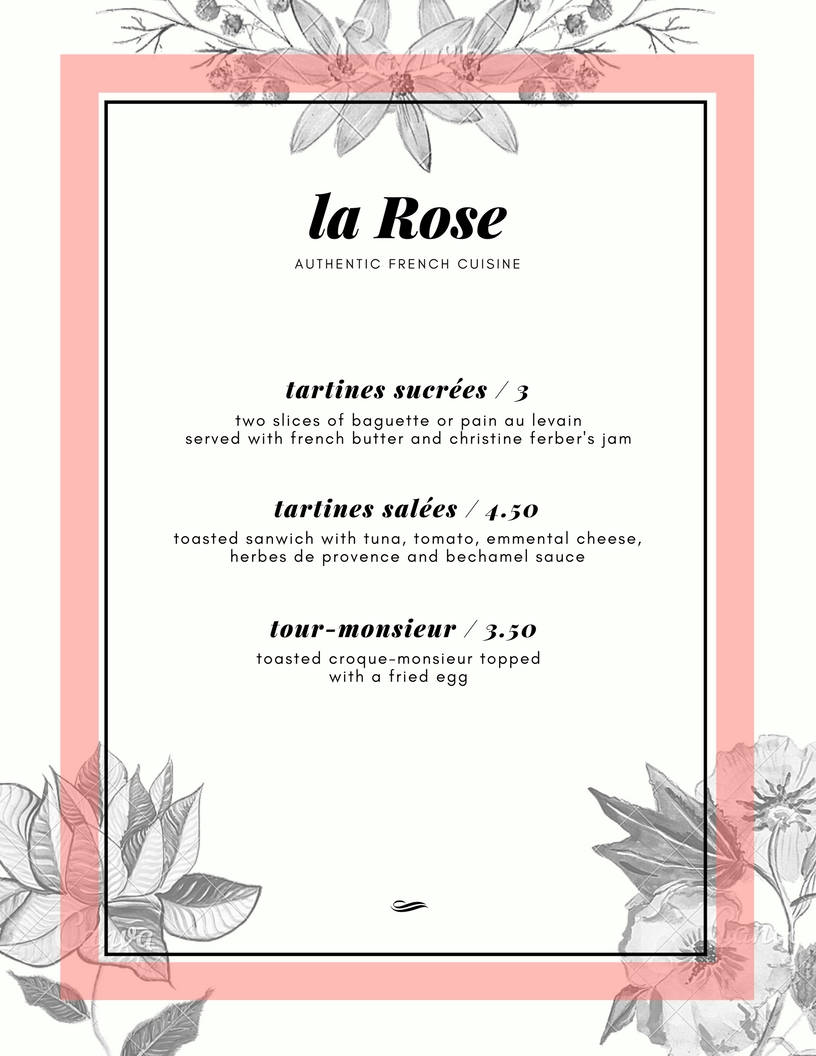 la Rose
AUTHENTIC FRENCH CUISINE
tartines sucrées / 3
two slices of baguette or pain au levain
served with french butter and christine ferber's jam
tartines salées / 4.50
toasted sanwich with tuna, tomato, emmental cheese,
herbes de provence and bechamel sauce
tour-monsieur / 3.50
toasted croque-monsieur topped
with a fried egg
Canva